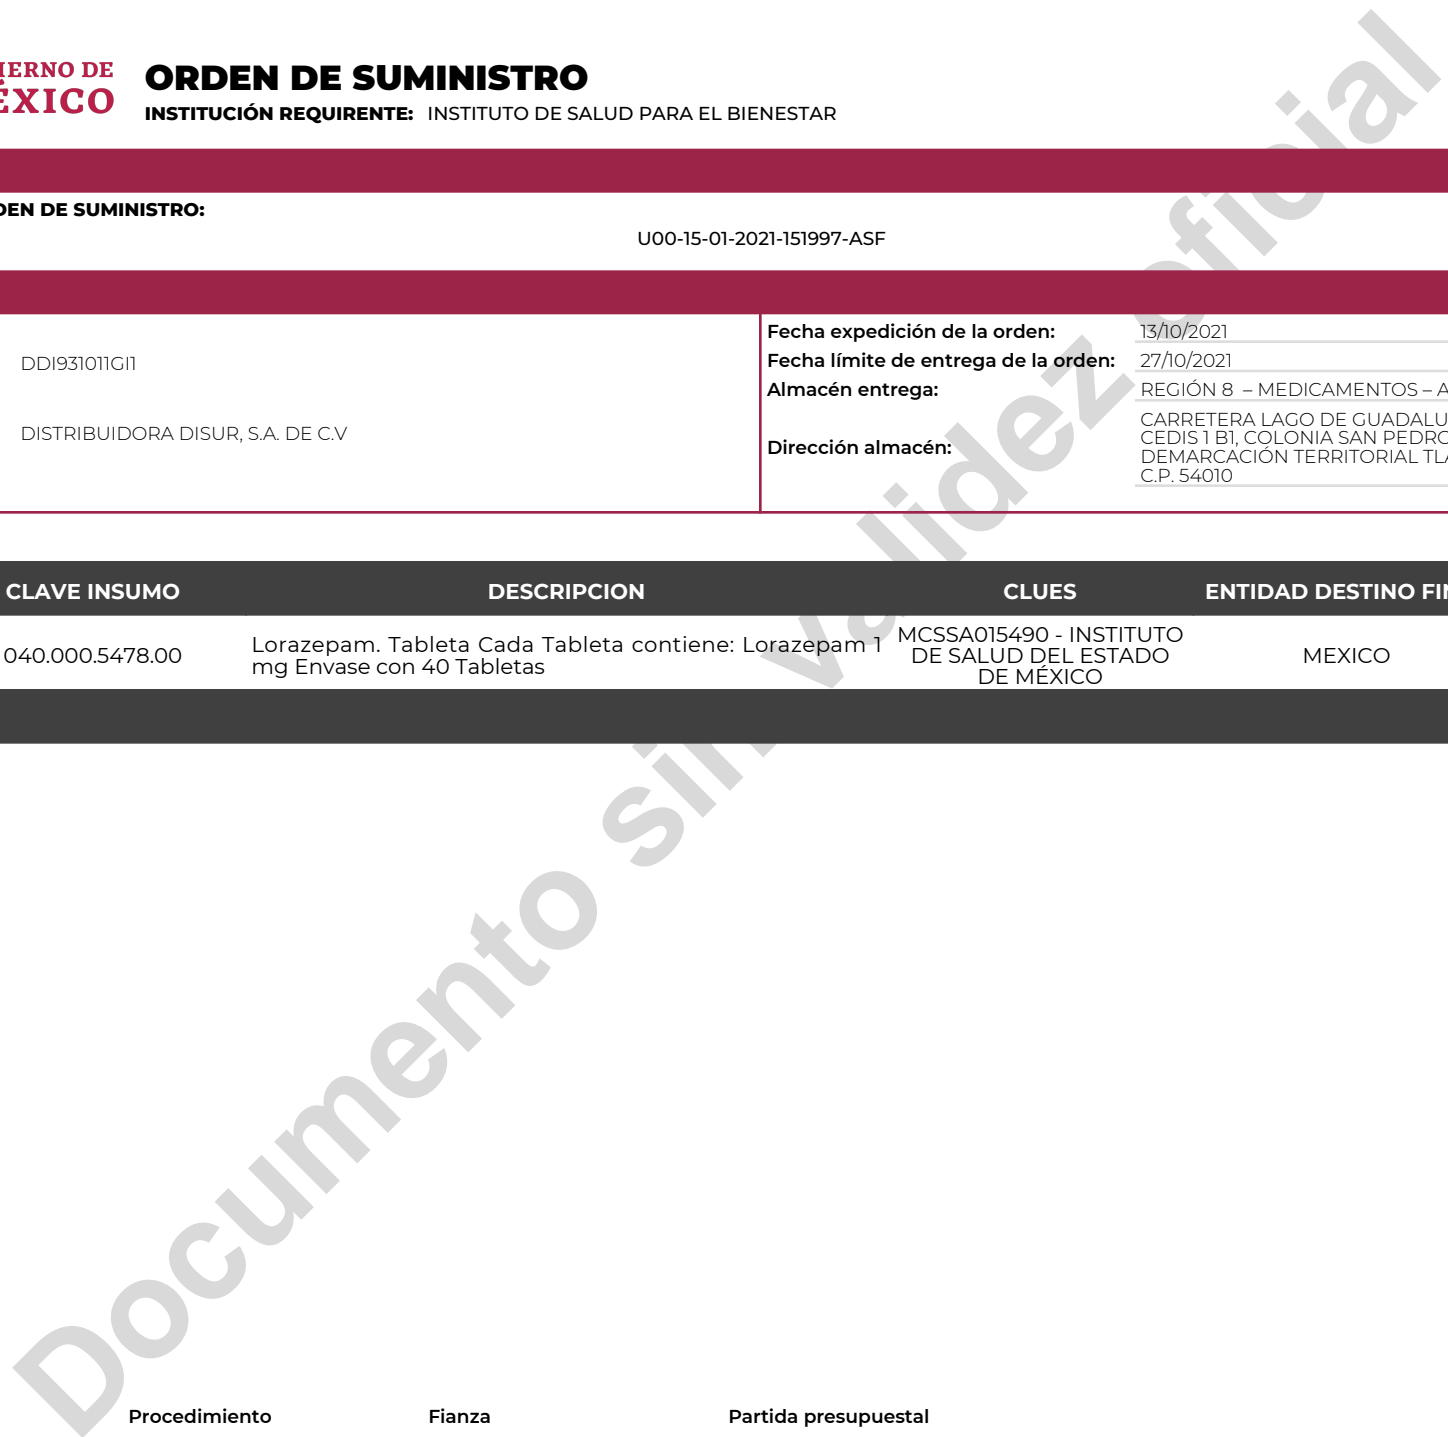 ORDEN DE SUMINISTRO
INSTITUCIÓN REQUIRENTE: INSTITUTO DE SALUD PARA EL BIENESTAR
IERNO DE
ÉXICO
DEN DE SUMINISTRO:
U00-15-01-2021-151997-ASF
DDI931011GI1
DISTRIBUIDORA DISUR, S.A. DE C.V
Fecha expedición de la orden: 13/10/2021
Fecha límite de entrega de la orden: 27/10/2021
Almacén entrega: REGIÓN 8 – MEDICAMENTOS – A
Dirección almacén:
CARRETERA LAGO DE GUADALU
CEDIS 1 B1, COLONIA SAN PEDRO
DEMARCACIÓN TERRITORIAL TLA
C.P. 54010
CLAVE INSUMO DESCRIPCION CLUES ENTIDAD DESTINO FIN
040.000.5478.00
Lorazepam. Tableta Cada Tableta contiene: Lorazepam 1
mg Envase con 40 Tabletas
MCSSA015490 - INSTITUTO
DE SALUD DEL ESTADO
DE MÉXICO
MEXICO
Documento sin validez oficial
Procedimiento Fianza Partida presupuestal